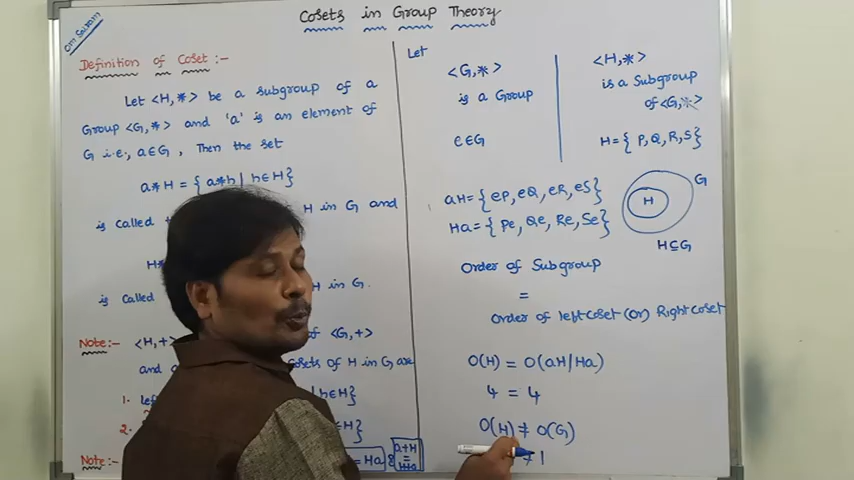 Cosets in Group Theory
Om Sairam
Definition of Coset :-
Let <H, *> be a subgroup of a
Group <G, *> and 'a' is an element of
G i.e., a∈G, Then the set
a*H = { a*h | h∈H }
is called H in G and
H*
is called H in G.
Note :- <H, +> of <G, +>
and a cosets of H in G are
1. | h∈H }
2. h∈H }
Note = Ha & a+H = H+a
Let
<G, *>
is a Group
e∈G
<H, *>
is a Subgroup
of <G, *>
H = { P, Q, R, S }
aH = { eP, eQ, eR, eS }
Ha = { Pe, Qe, Re, Se }
H
G
H⊆G
Order of Subgroup
=
Order of left Coset (or) Right Coset
O(H) = O(aH/Ha)
4 = 4
O(H) ≠ O(G)
≠ 1